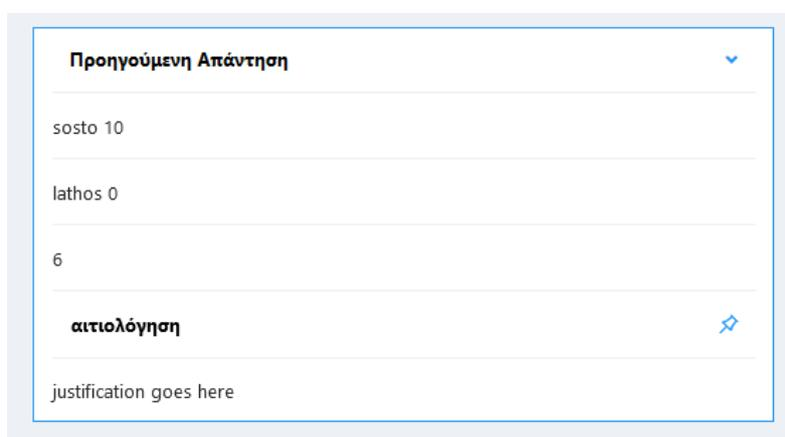 Προηγούμενη Απάντηση
sosto 10
lathos 0
6
αιτιολόγηση
justification goes here